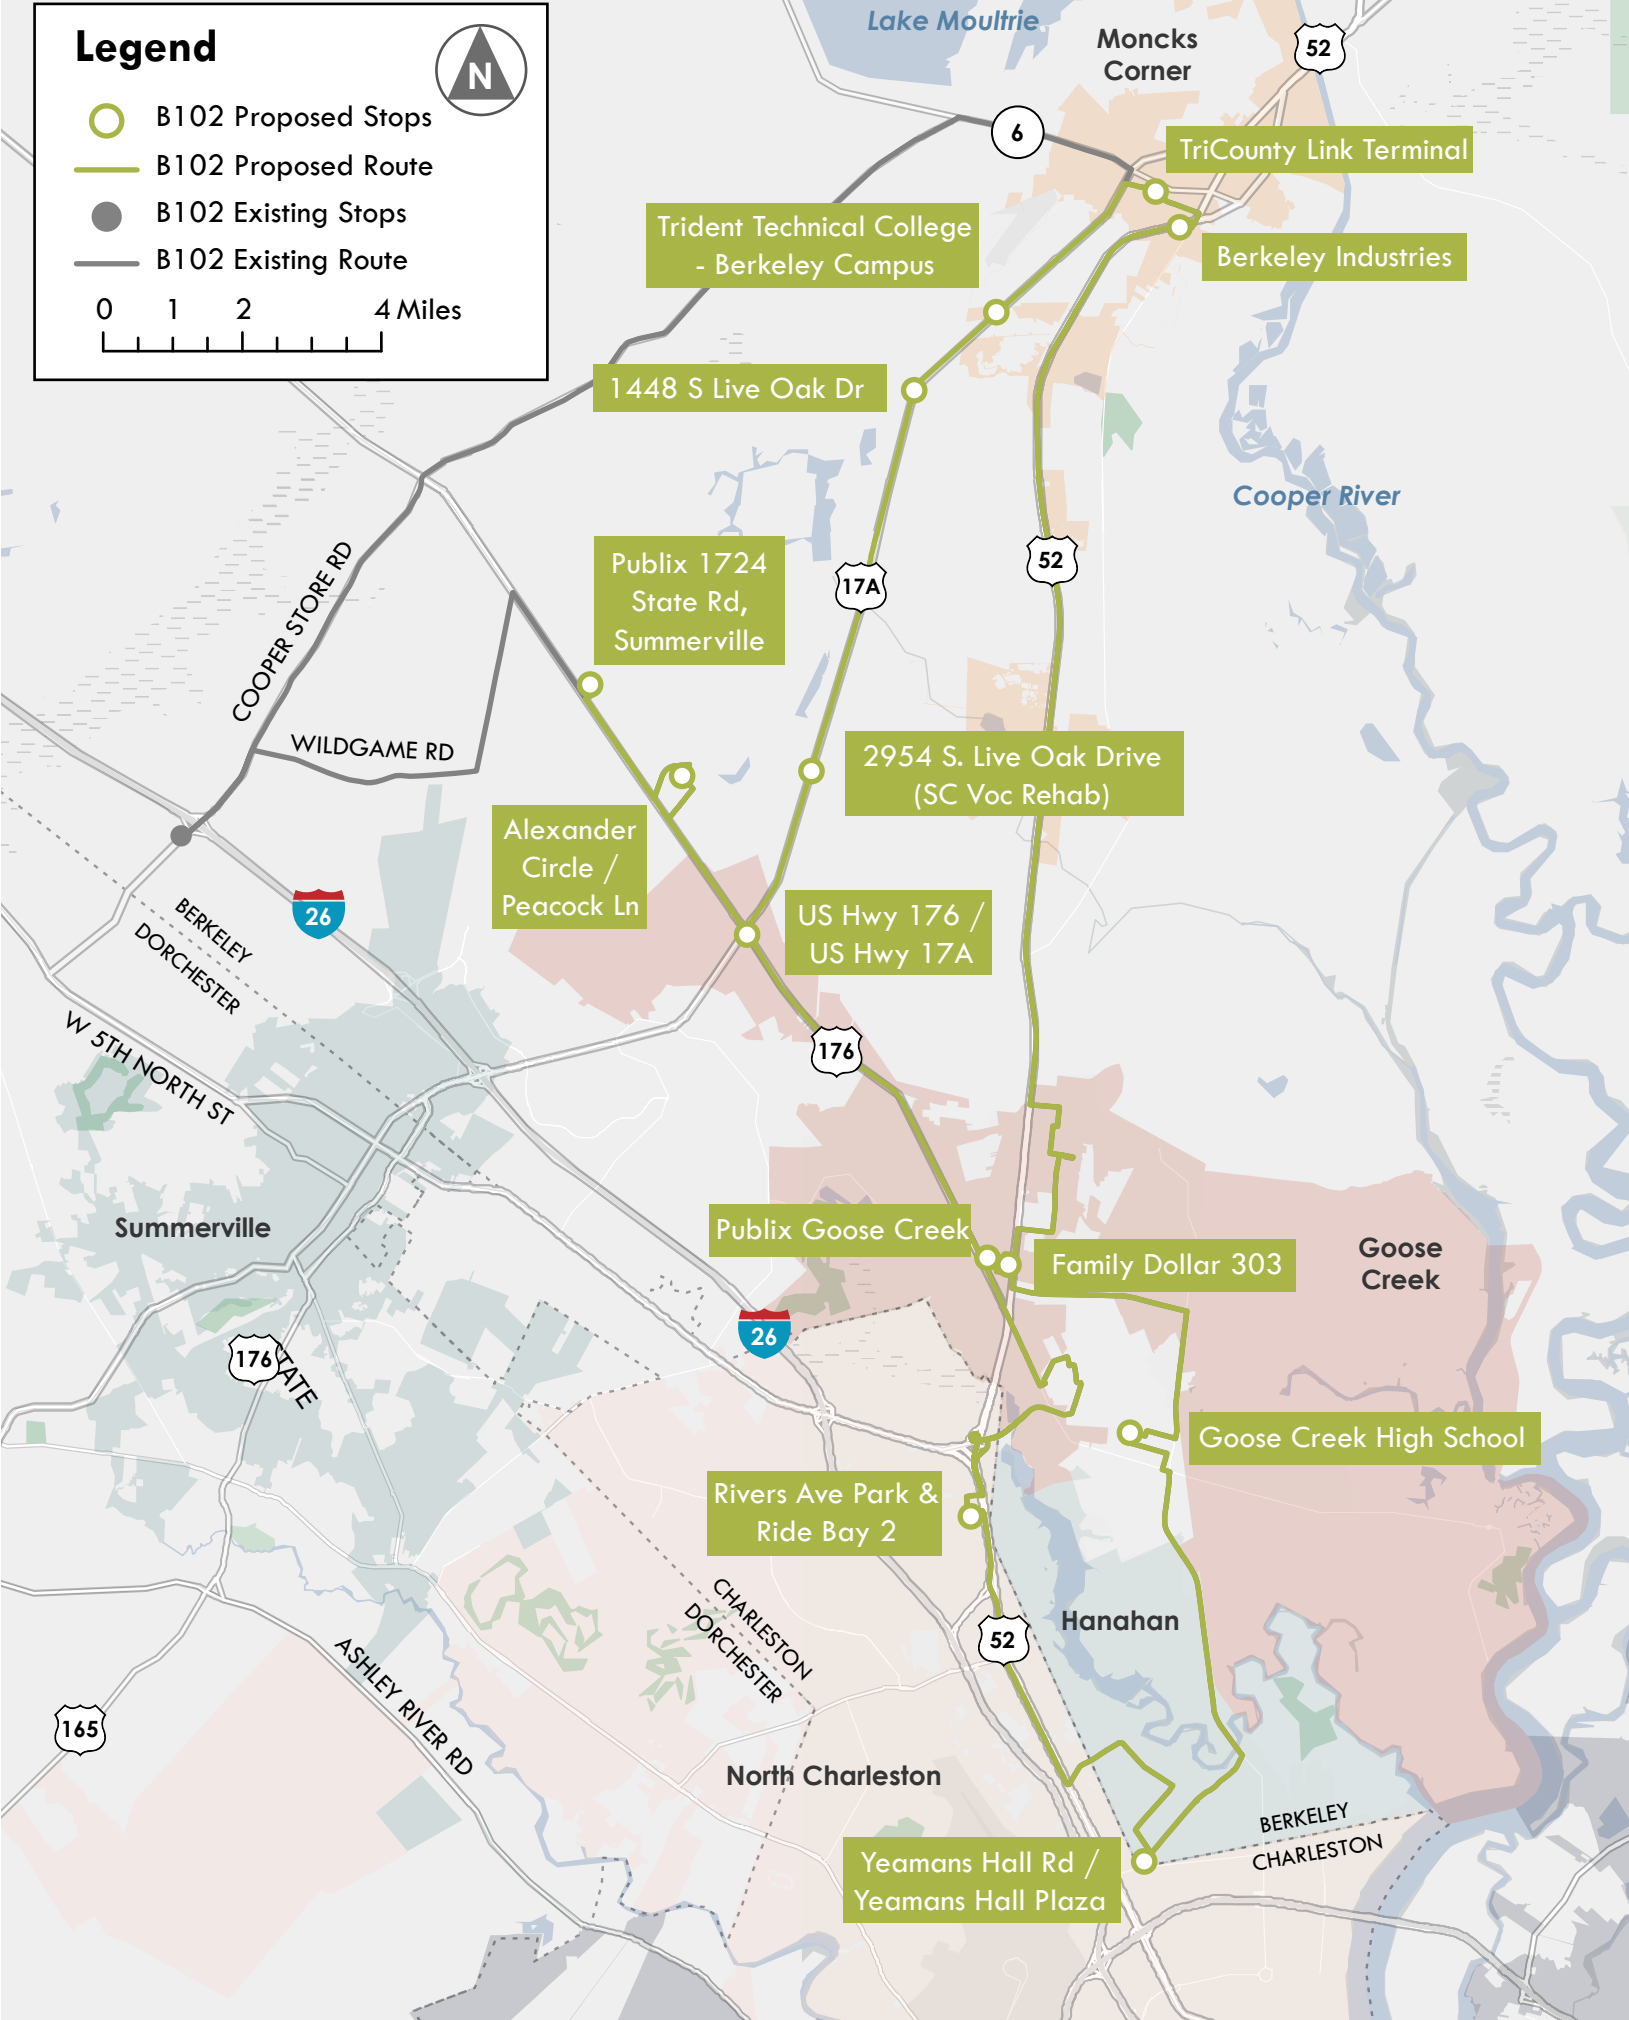 Legend
N
B102 Proposed Stops
B102 Proposed Route
B102 Existing Stops
B102 Existing Route
0 1 2 4 Miles
Lake Moultrie
Moncks
Corner
52
6
TriCounty Link Terminal
Trident Technical College
- Berkeley Campus
Berkeley Industries
1448 S Live Oak Dr
Cooper River
COOPER STORE RD
Publix 1724
State Rd,
Summerville
17A
52
WILDGAME RD
2954 S. Live Oak Drive
(SC Voc Rehab)
Alexander
Circle /
Peacock Ln
26
BERKELEY
DORCHESTER
US Hwy 176 /
US Hwy 17A
W 5TH NORTH ST
176
Summerville
Publix Goose Creek
Family Dollar 303
Goose
Creek
26
176
STATE
Goose Creek High School
Rivers Ave Park &
Ride Bay 2
CHARLESTON
DORCHESTER
52
Hanahan
ASHLEY RIVER RD
165
North Charleston
BERKELEY
CHARLESTON
Yeamans Hall Rd /
Yeamans Hall Plaza